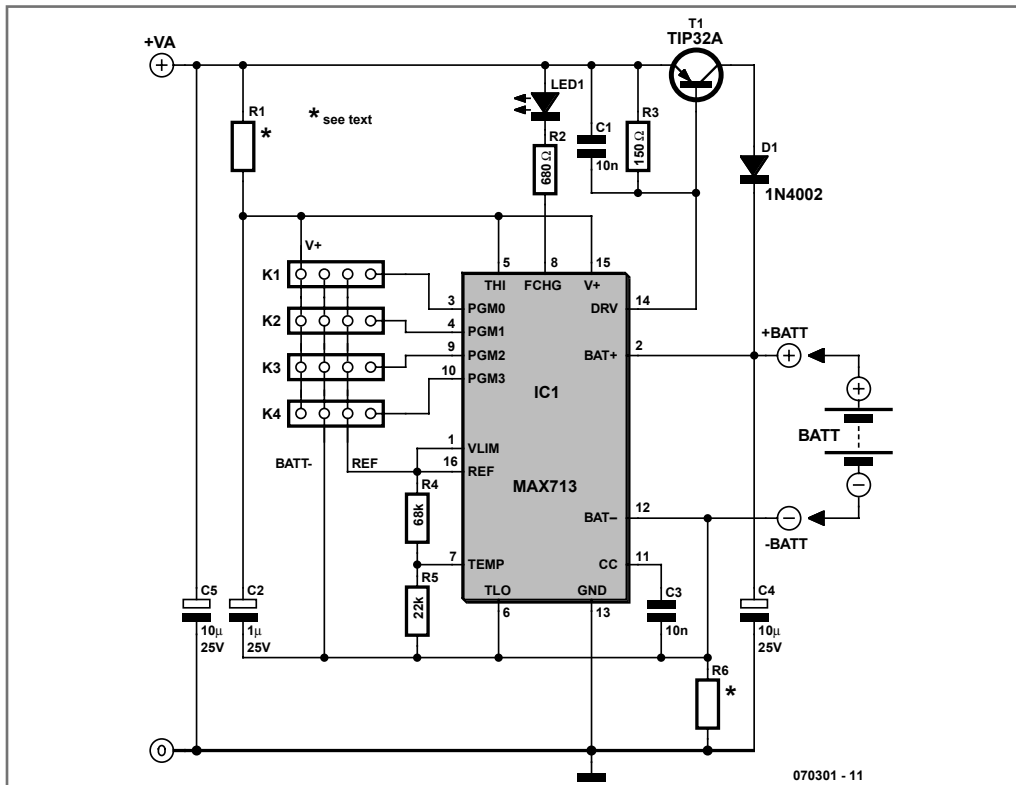 T1
TIP32A
+VA
R1
*
* see text
LED1
R2
680 Ω
C1
10n
R3
150 Ω
D1
1N4002
V+
K1
K2
K3
K4
5
8
15
THI
FCHG
V+
3
PGM0
4
PGM1
9
PGM2
10
PGM3
14
DRV
2
BAT+
+BATT
IC1
BATT
BATT-
REF
1
VLIM
16
REF
MAX713
R4
68k
12
BAT–
-BATT
7
TEMP
11
CC
R5
22k
TLO
6
GND
13
C3
10n
C5
10µ
25V
C2
1µ
25V
C4
10µ
25V
R6
*
0
070301 - 11